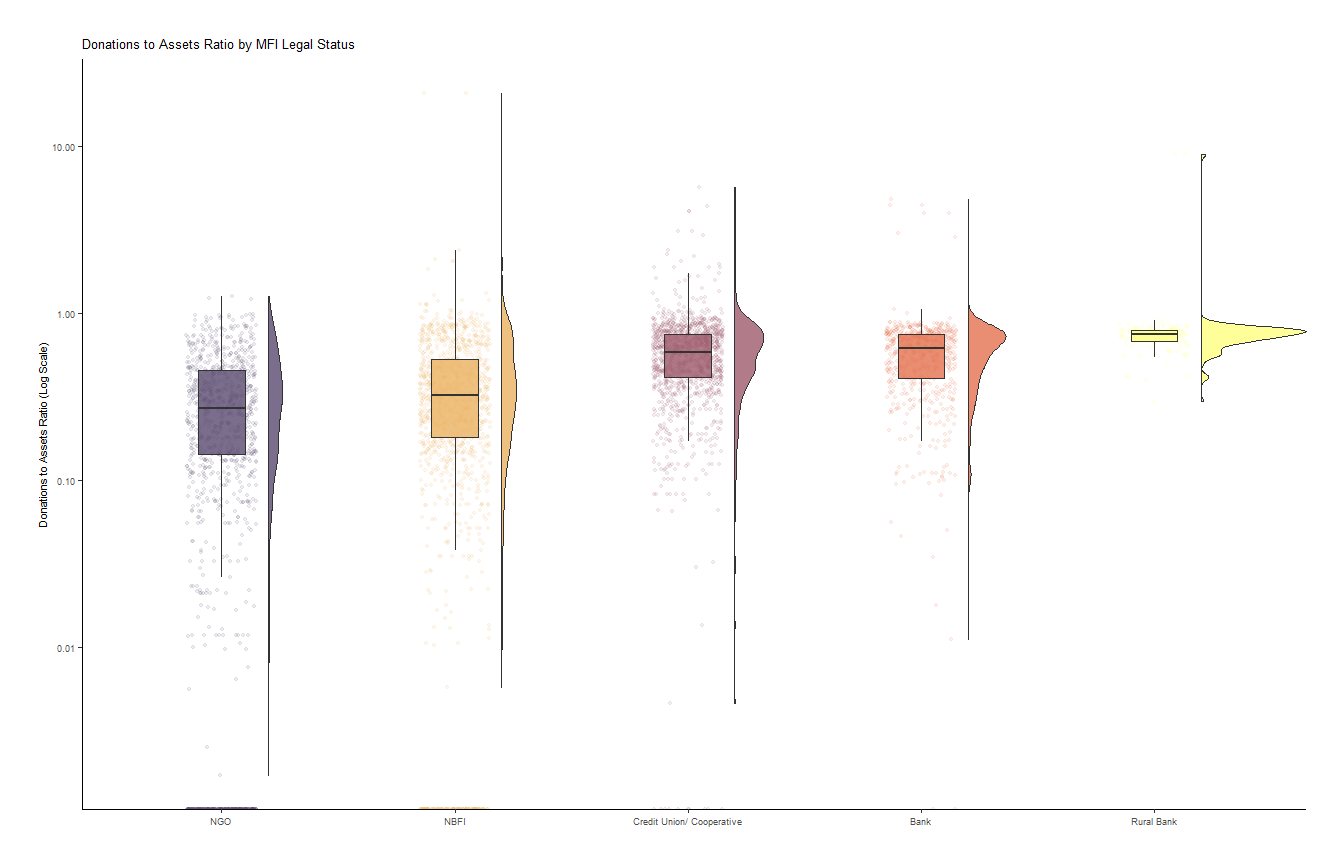 Donations to Assets Ratio by MFI Legal Status
Donations to Assets Ratio (Log Scale)
10.00
1.00
0.10
0.01
NGO
NBFI
Credit Union/ Cooperative
Bank
Rural Bank